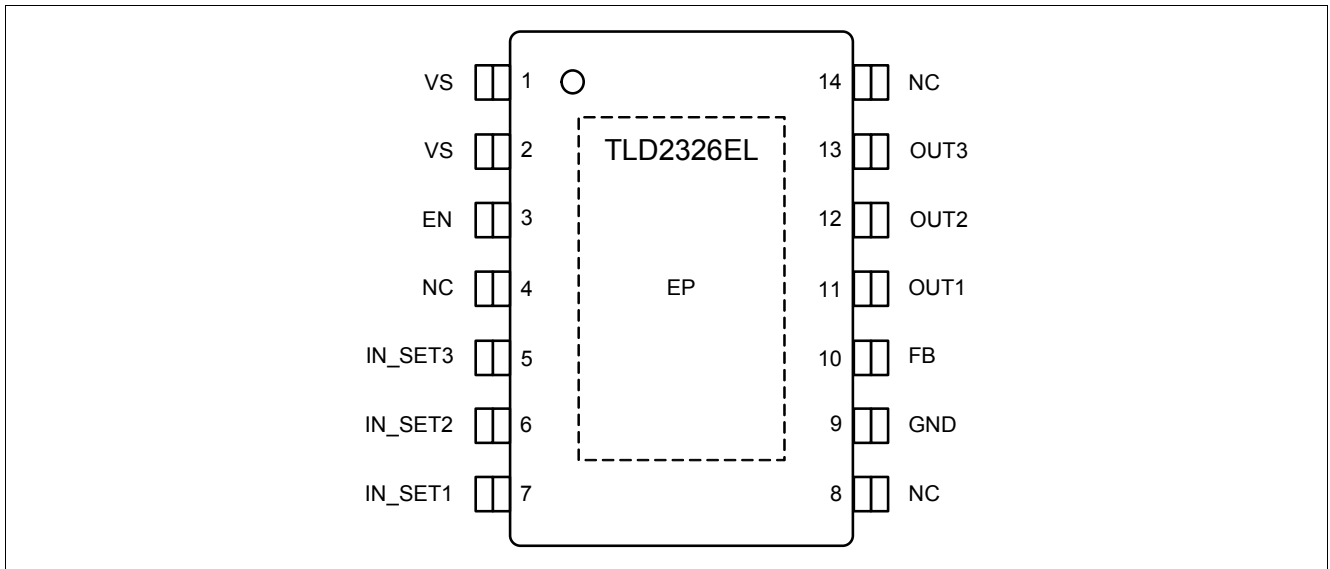 VS 1 14 NC
VS 2 TLD2326EL 13 OUT3
EN 3 12 OUT2
NC 4 EP 11 OUT1
IN_SET3 5 10 FB
IN_SET2 6 9 GND
IN_SET1 7 8 NC